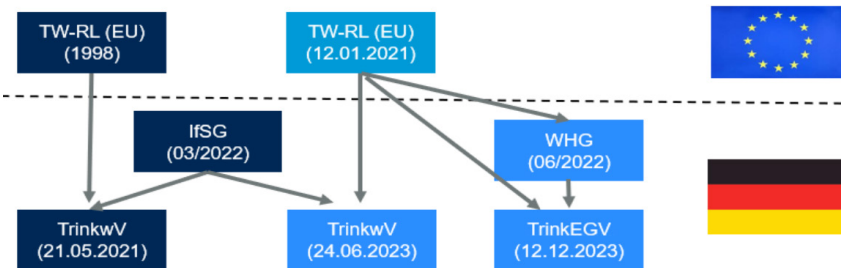 TW-RL (EU)
(1998)
TW-RL (EU)
(12.01.2021)
IfSG
(03/2022)
WHG
(06/2022)
TrinkwV
(21.05.2021)
TrinkwV
(24.06.2023)
TrinkEGV
(12.12.2023)